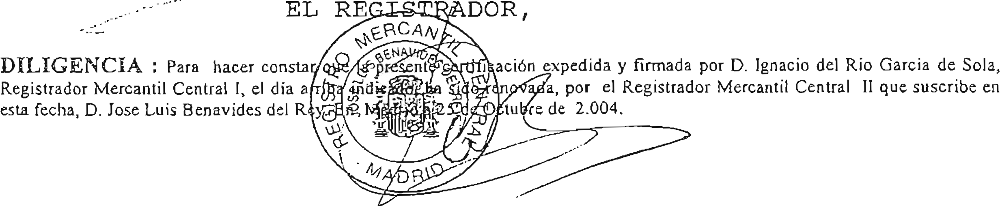 EL REGISTRADOR,
DILIGENCIA : Para hacer constar que la presente certificación expedida y firmada por D. Ignacio del Rio Garcia de Sola,
Registrador Mercantil Central I, el día arriba indicado, ha sido renovada, por el Registrador Mercantil Central II que suscribe en
esta fecha, D. Jose Luis Benavides del Rey. En Madrid a 25 de Octubre de 2.004.
REGISTRO MERCANTIL CENTRAL
JOSE LUIS BENAVIDES DEL REY
MADRID